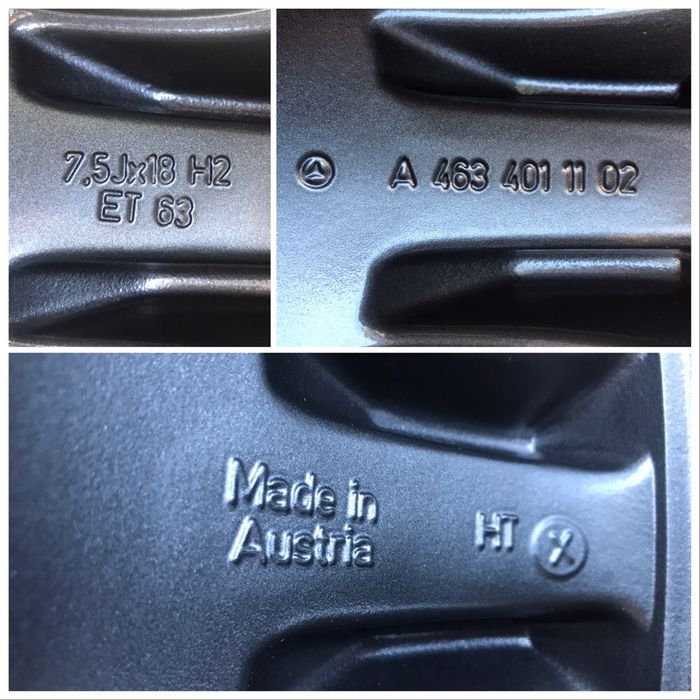 7,5Jx18 H2
ET 63
A 463 401 11 02
Made in
Austria
HT X